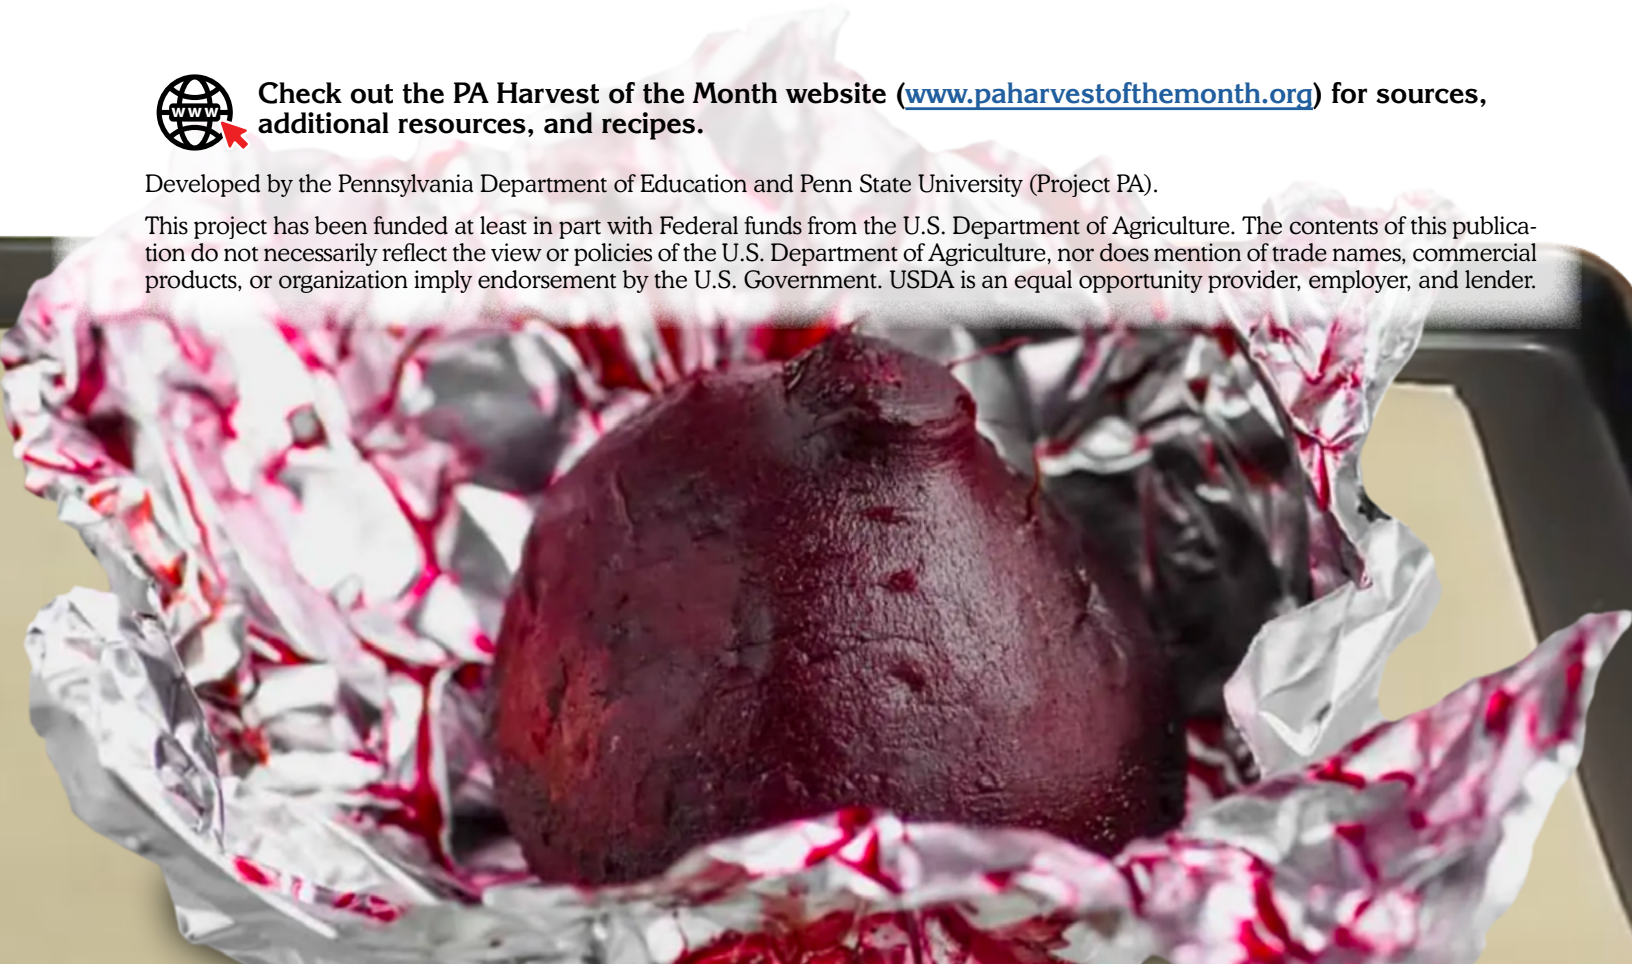 www
Check out the PA Harvest of the Month website (www.paharvestofthemonth.org) for sources,
additional resources, and recipes.
Developed by the Pennsylvania Department of Education and Penn State University (Project PA).
This project has been funded at least in part with Federal funds from the U.S. Department of Agriculture. The contents of this publica-
tion do not necessarily reflect the view or policies of the U.S. Department of Agriculture, nor does mention of trade names, commercial
products, or organization imply endorsement by the U.S. Government. USDA is an equal opportunity provider, employer, and lender.